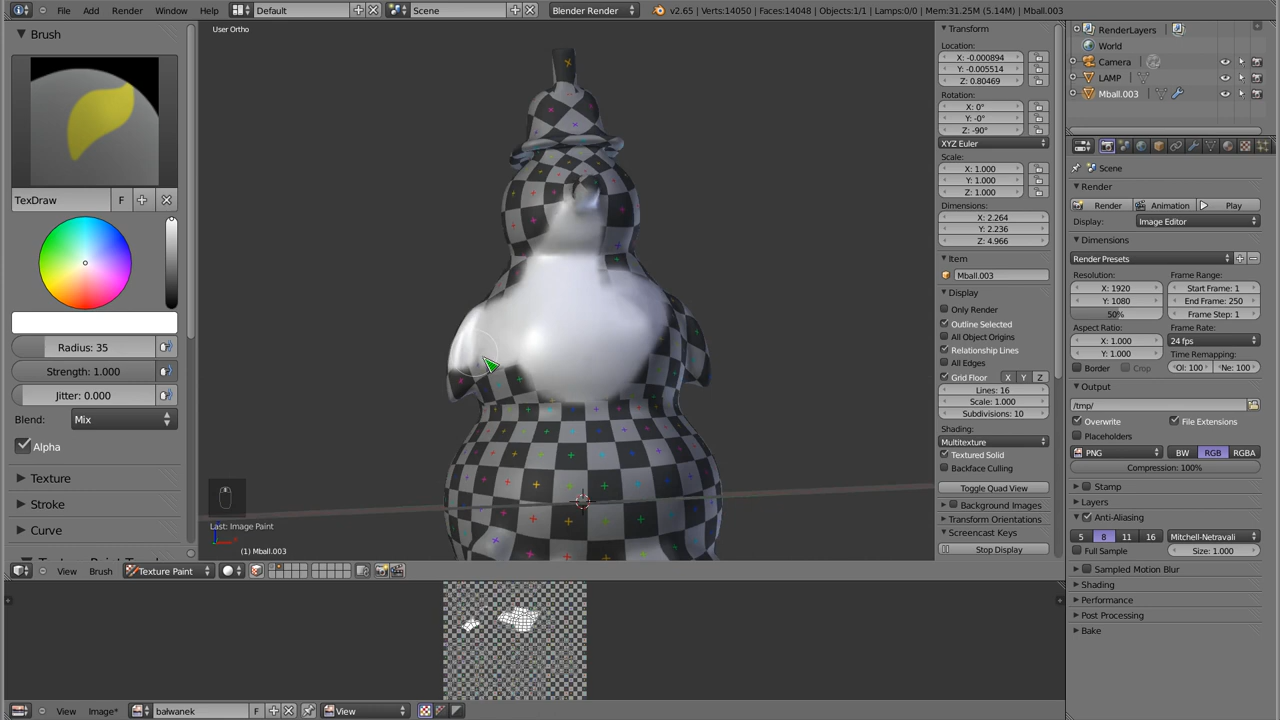 File Add Render Window Help
Default
Scene
Blender Render
v2.65 | Verts:14050 | Faces:14048 | Objects:1/1 | Lamps:0/0 | Mem:31.25M (5.14M) | Mball.003
Brush
TexDraw
F
Radius: 35
Strength: 1.000
Jitter: 0.000
Blend:
Mix
Alpha
Texture
Stroke
Curve
User Ortho
Last: Image Paint
(1) Mball.003
View Brush Texture Paint
Transform
Location:
X: -0.000894
Y: -0.005514
Z: 0.80469
Rotation:
X: 0°
Y: -0°
Z: -90°
XYZ Euler
Scale:
X: 1.000
Y: 1.000
Z: 1.000
Dimensions:
X: 2.264
Y: 2.236
Z: 4.966
Item
Mball.003
Display
Only Render
Outline Selected
All Object Origins
Relationship Lines
All Edges
Grid Floor X Y Z
Lines: 16
Scale: 1.000
Subdivisions: 10
Shading:
Multitexture
Textured Solid
Backface Culling
Toggle Quad View
Background Images
Transform Orientations
Screencast Keys
Stop Display
RenderLayers
World
Camera
LAMP
Mball.003
Scene
Render
Render Animation Play
Display: Image Editor
Dimensions
Render Presets
Resolution: Frame Range:
X: 1920 Start Frame: 1
Y: 1080 End Frame: 250
50% Frame Step: 1
Aspect Ratio: Frame Rate:
X: 1.000 24 fps
Y: 1.000 Time Remapping:
Border Crop Ol: 100 Ne: 100
Output
/tmp/
Overwrite File Extensions
Placeholders
PNG BW RGB RGBA
Compression: 100%
Stamp
Layers
Anti-Aliasing
5 8 11 16 Mitchell-Netravali
Full Sample Size: 1.000
Sampled Motion Blur
Shading
Performance
Post Processing
Bake
View Image* bałwanek F View